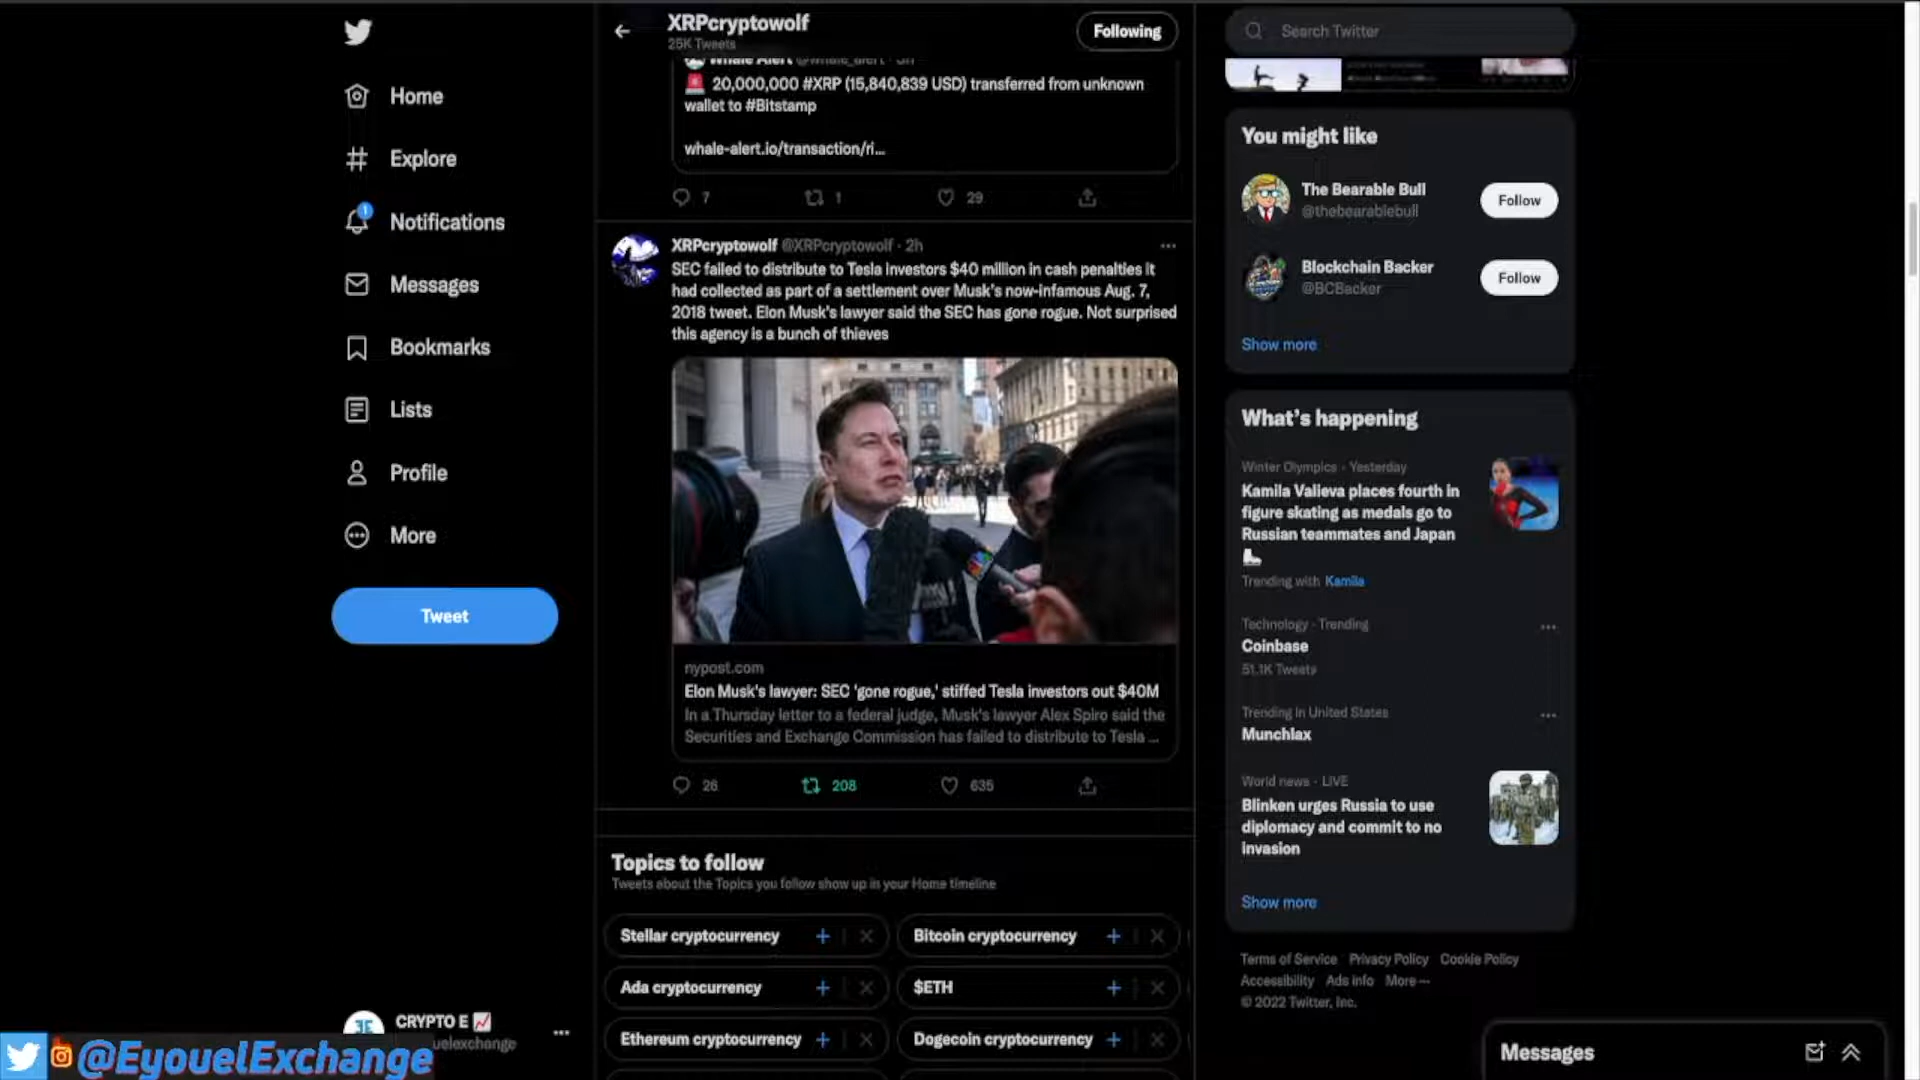 Home
Explore
1
Notifications
Messages
Bookmarks
Lists
Profile
More
Tweet
CRYPTO E
uelexchange
@EyouelExchange
XRPcryptowolf
25K Tweets
Following
Whale Alert @whale_alert
20,000,000 #XRP (15,840,839 USD) transferred from unknown
wallet to #Bitstamp
whale-alert.io/transaction/ri...
7 1 29
XRPcryptowolf @XRPcryptowolf · 2h
SEC failed to distribute to Tesla investors $40 million in cash penalties it
had collected as part of a settlement over Musk's now-infamous Aug. 7,
2018 tweet. Elon Musk's lawyer said the SEC has gone rogue. Not surprised
this agency is a bunch of thieves
nypost.com
Elon Musk's lawyer: SEC 'gone rogue,' stiffed Tesla investors out $40M
In a Thursday letter to a federal judge, Musk's lawyer Alex Spiro said the
Securities and Exchange Commission has failed to distribute to Tesla ...
26 208 635
Topics to follow
Tweets about the Topics you follow show up in your Home timeline
Stellar cryptocurrency
Bitcoin cryptocurrency
Ada cryptocurrency
$ETH
Ethereum cryptocurrency
Dogecoin cryptocurrency
Search Twitter
You might like
The Bearable Bull
@thebearablebull
Follow
Blockchain Backer
@BCBacker
Follow
Show more
What's happening
Winter Olympics · Yesterday
Kamila Valieva places fourth in
figure skating as medals go to
Russian teammates and Japan
Trending with Kamila
Technology · Trending
Coinbase
51.1K Tweets
Trending in United States
Munchlax
World news · LIVE
Blinken urges Russia to use
diplomacy and commit to no
invasion
Show more
Terms of Service Privacy Policy Cookie Policy
Accessibility Ads info More ···
© 2022 Twitter, Inc.
Messages